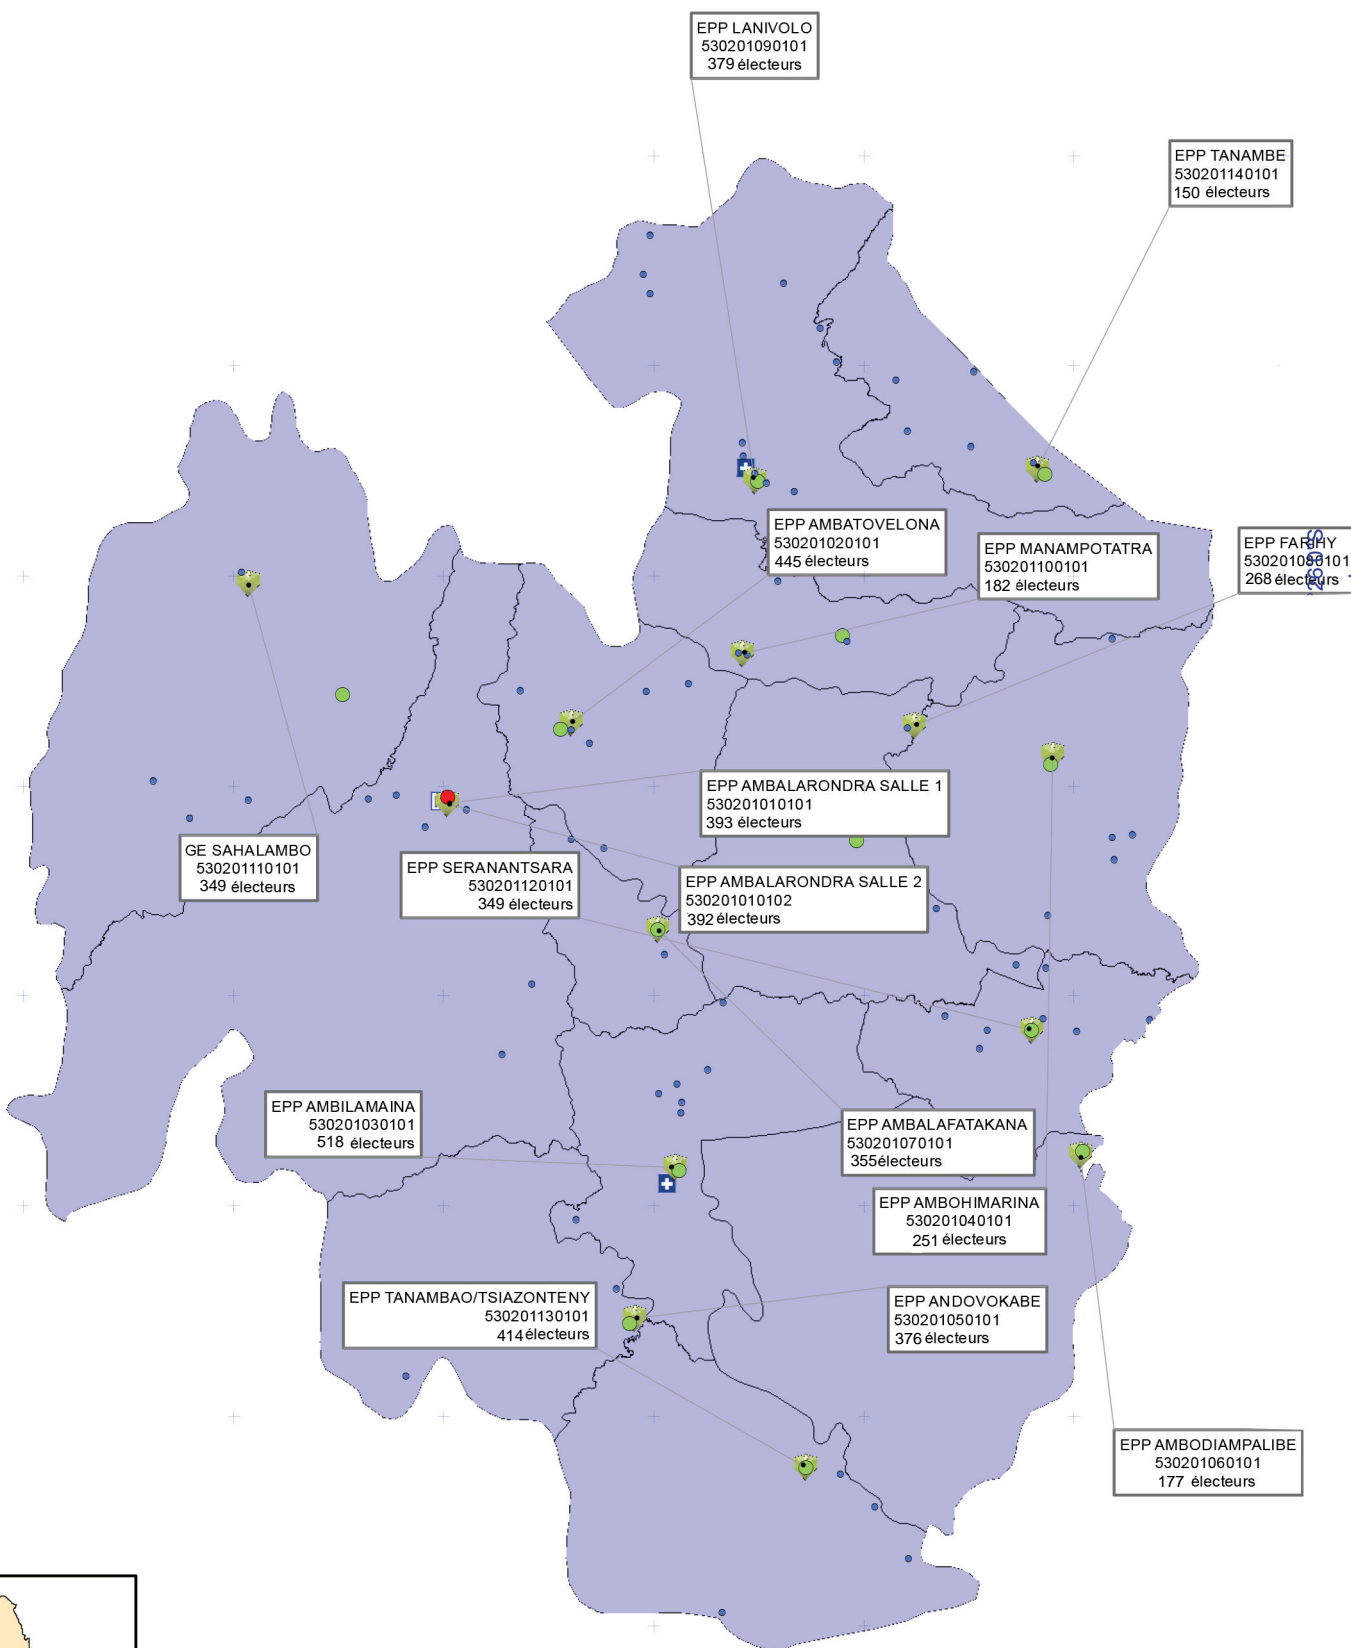 EPP LANIVOLO
530201090101
379 électeurs
EPP TANAMBE
530201140101
150 électeurs
EPP AMBATOVELONA
530201020101
445 électeurs
EPP MANAMPOTATRA
530201100101
182 électeurs
EPP FARIHY
530201080101
268 électeurs
EPP AMBALARONDRA SALLE 1
530201010101
393 électeurs
GE SAHALAMBO
530201110101
349 électeurs
EPP SERANANTSARA
530201120101
349 électeurs
EPP AMBALARONDRA SALLE 2
530201010102
392 électeurs
EPP AMBILAMAINA
530201030101
518 électeurs
EPP AMBALAFATAKANA
530201070101
355électeurs
EPP AMBOHIMARINA
530201040101
251 électeurs
EPP TANAMBAO/TSIAZONTENY
530201130101
414 électeurs
EPP ANDOVOKABE
530201050101
376 électeurs
EPP AMBODIAMPALIBE
530201060101
177 électeurs